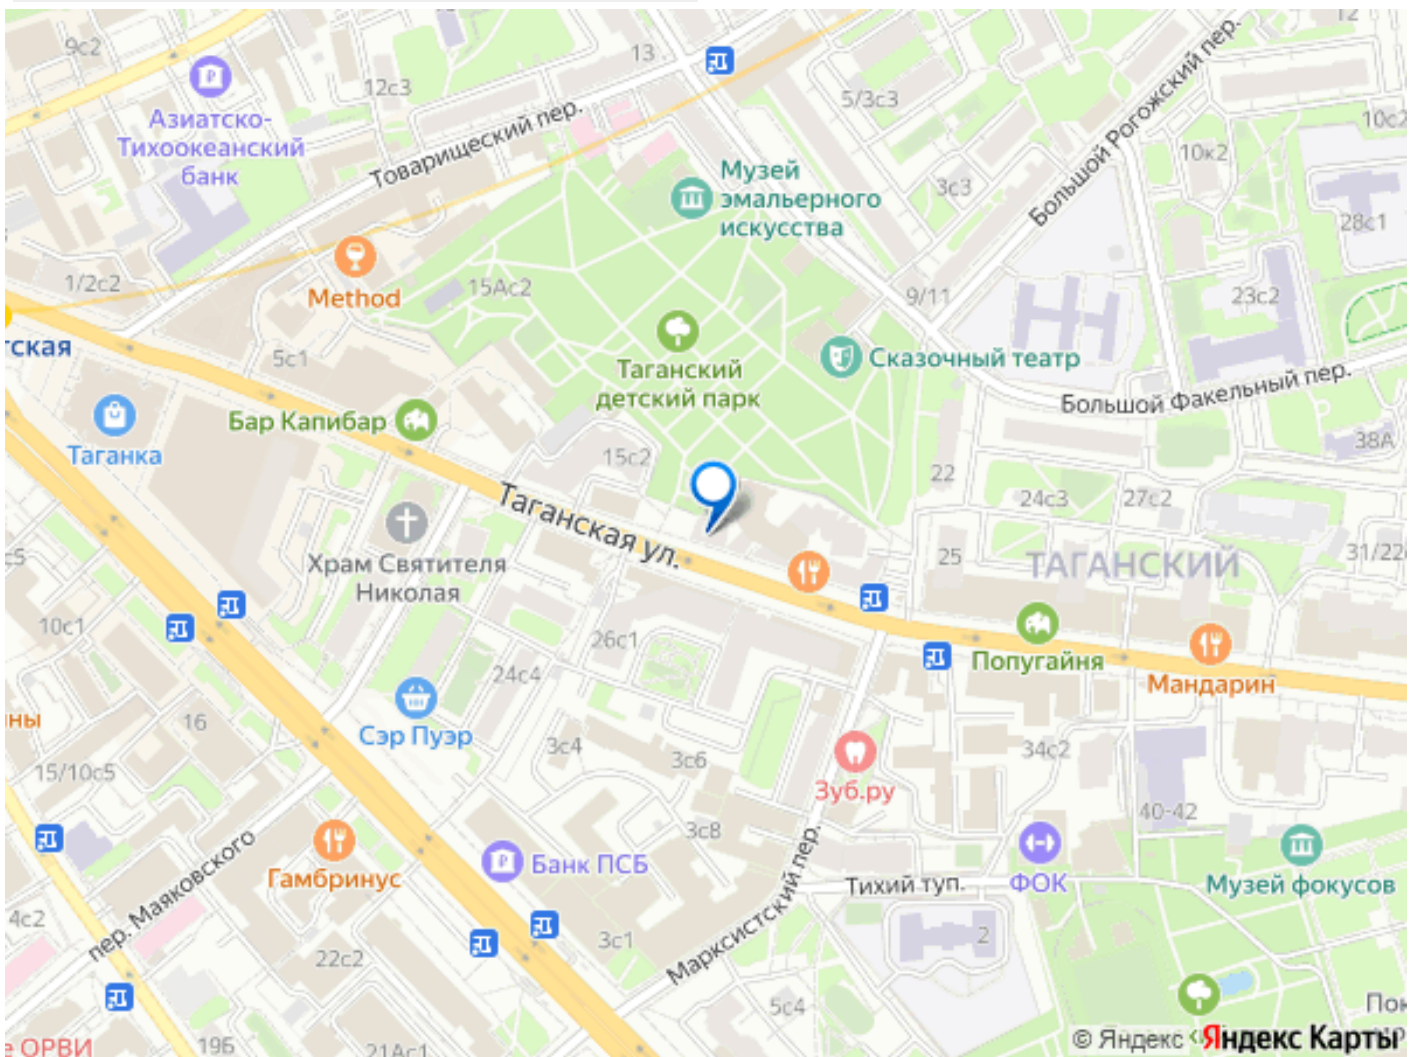 9с2
13
12
12с3
5/3с3
Большой Рогожский пер.
10с2
Азиатско-
Тихоокеанский
банк
Товарищеский пер.
10к2
Музей
эмальерного
искусства
3с3
28с1
1/2с2
Method
15Ас2
9/11
23с2
тская
5с1
Таганский
детский парк
Сказочный театр
Большой Факельный пер.
Бар Капибар
Таганка
15с2
38А
22
24с3
27с2
Таганская ул.
Храм Святителя
Николая
25
ТАГАНСКИЙ
31/22
10с1
26с1
24с4
Попугайня
Мандарин
ны
16
Сэр Пуэр
3с4
3с6
34с2
15/10с5
Зуб.ру
3с8
40-42
пер. Маяковского
Гамбринус
Банк ПСБ
Марксистский пер.
Тихий туп.
ФОК
Музей фокусов
4с2
22с2
3с1
2
5с4
Пок
е ОРВИ
19Б
21Ас1
© Яндекс
Яндекс Карты